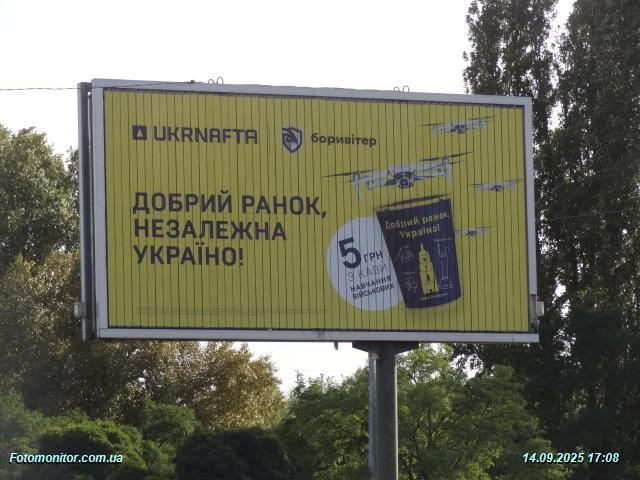 UKRNAFTA
боривітер
ДОБРИЙ РАНОК,
НЕЗАЛЕЖНА
УКРАЇНО!
5 ГРН
З КАВИ
НАВЧАННЯ
ВІЙСЬКОВИХ
Добрий ранок,
Україно!
Fotomonitor.com.ua
14.09.2025 17:08